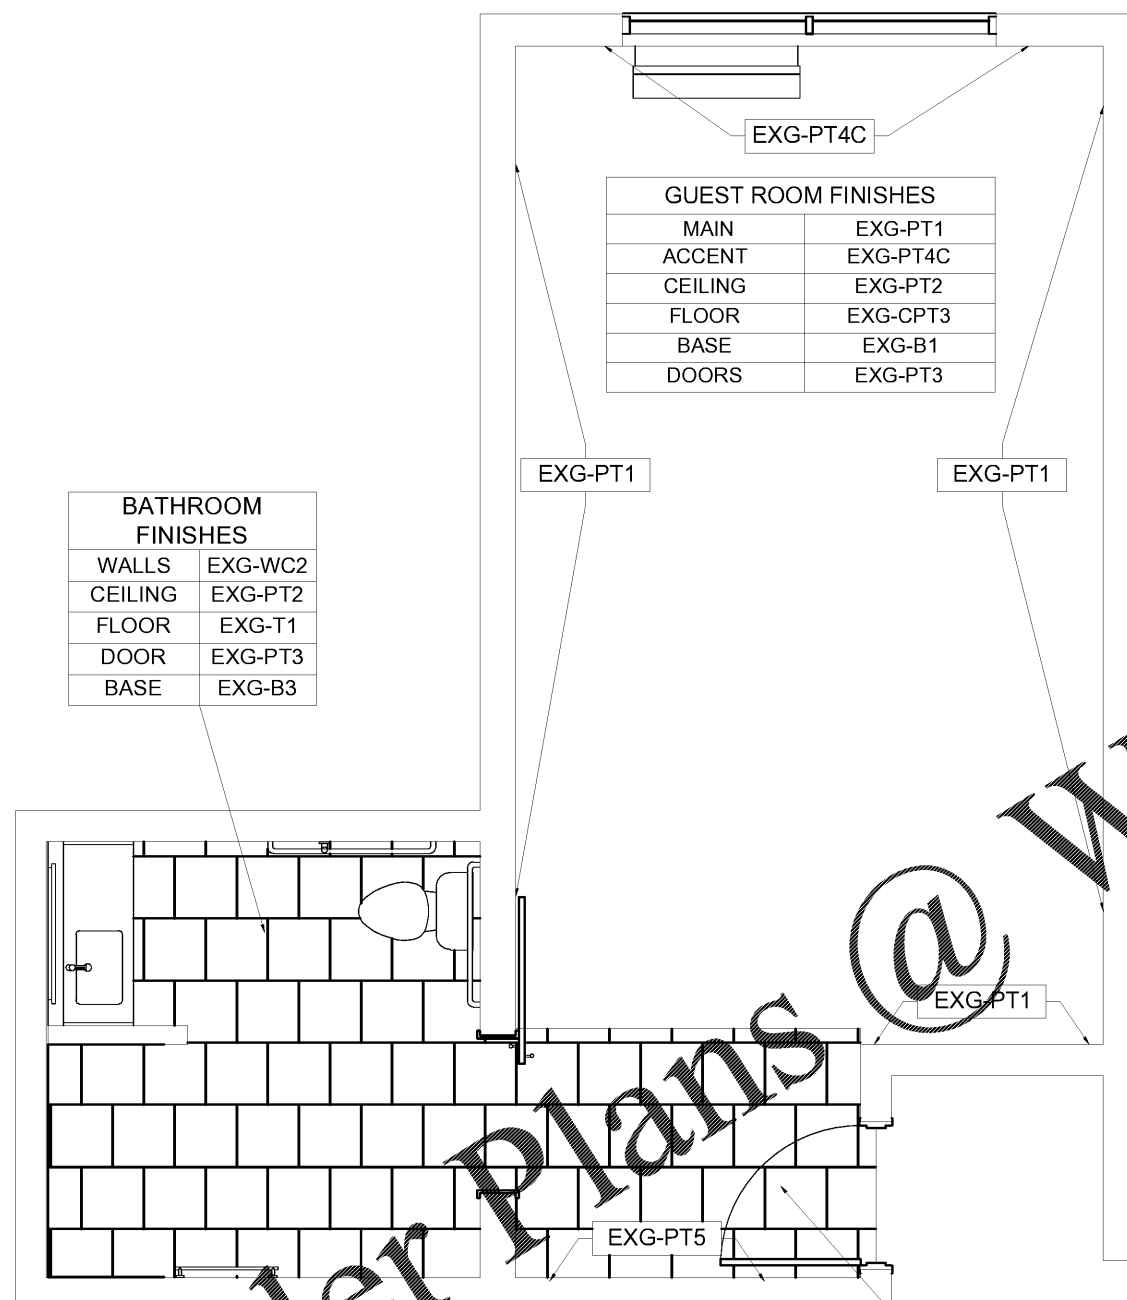 EXG-PT4C
GUEST ROOM FINISHES
MAIN EXG-PT1
ACCENT EXG-PT4C
CEILING EXG-PT2
FLOOR EXG-CPT3
BASE EXG-B1
DOORS EXG-PT3
EXG-PT1
EXG-PT1
BATHROOM
FINISHES
WALLS EXG-WC2
CEILING EXG-PT2
FLOOR EXG-T1
DOOR EXG-PT3
BASE EXG-B3
EXG-PT1
EXG-PT5
Plans @